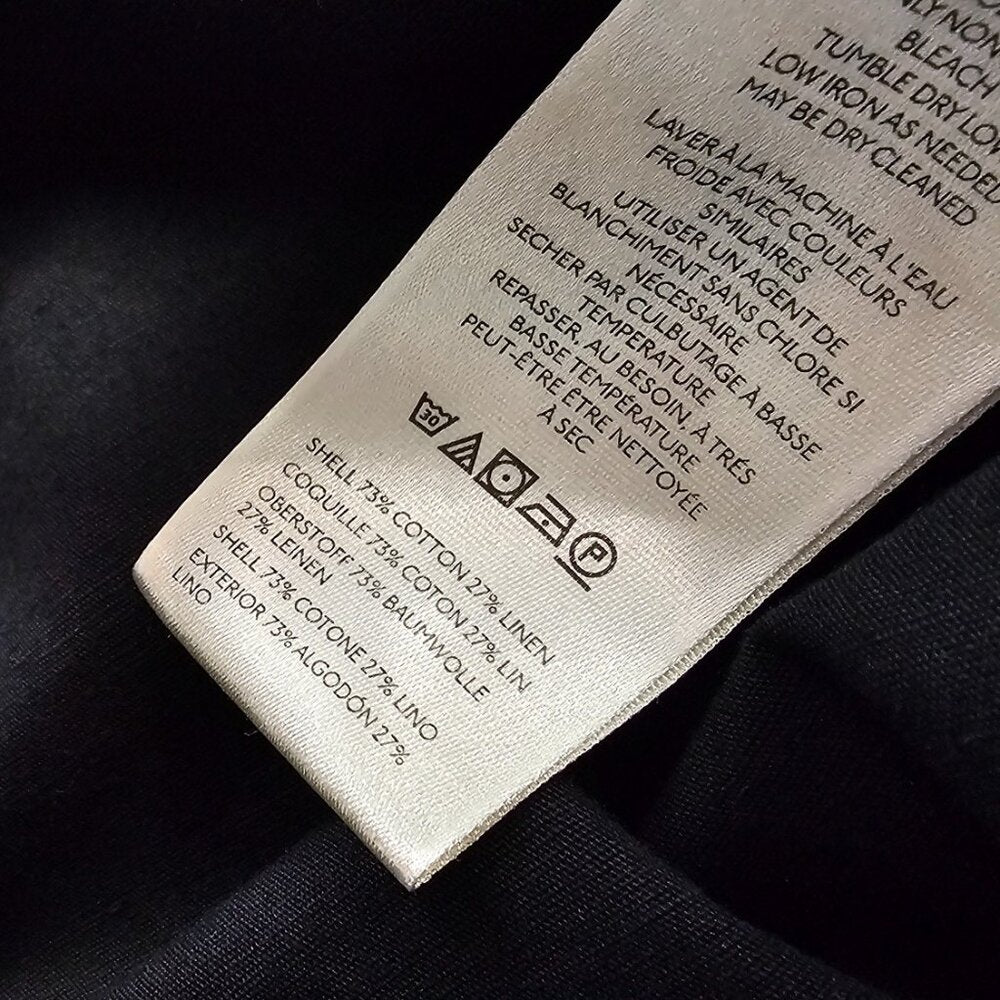 BLEACH
TUMBLE DRY LOW
LOW IRON AS NEEDED
MAY BE DRY CLEANED
LAVER À LA MACHINE À L'EAU
FROIDE AVEC COULEURS
SIMILAIRES
UTILISER UN AGENT DE
BLANCHIMENT SANS CHLORE SI
NÉCESSAIRE
SECHER PAR CULBUTAGE À BASSE
TEMPERATURE
REPASSER, AU BESOIN, À TRÉS
BASSE TEMPÉRATURE
PEUT-ÊTRE ÊTRE NETTOYÉE
À SEC
30 P
SHELL 73% COTTON 27% LINEN
COQUILLE 73% COTON 27% LIN
OBERSTOFF 73% BAUMWOLLE
27% LEINEN
SHELL 73% COTONE 27% LINO
EXTERIOR 73% ALGODÓN 27%
LINO